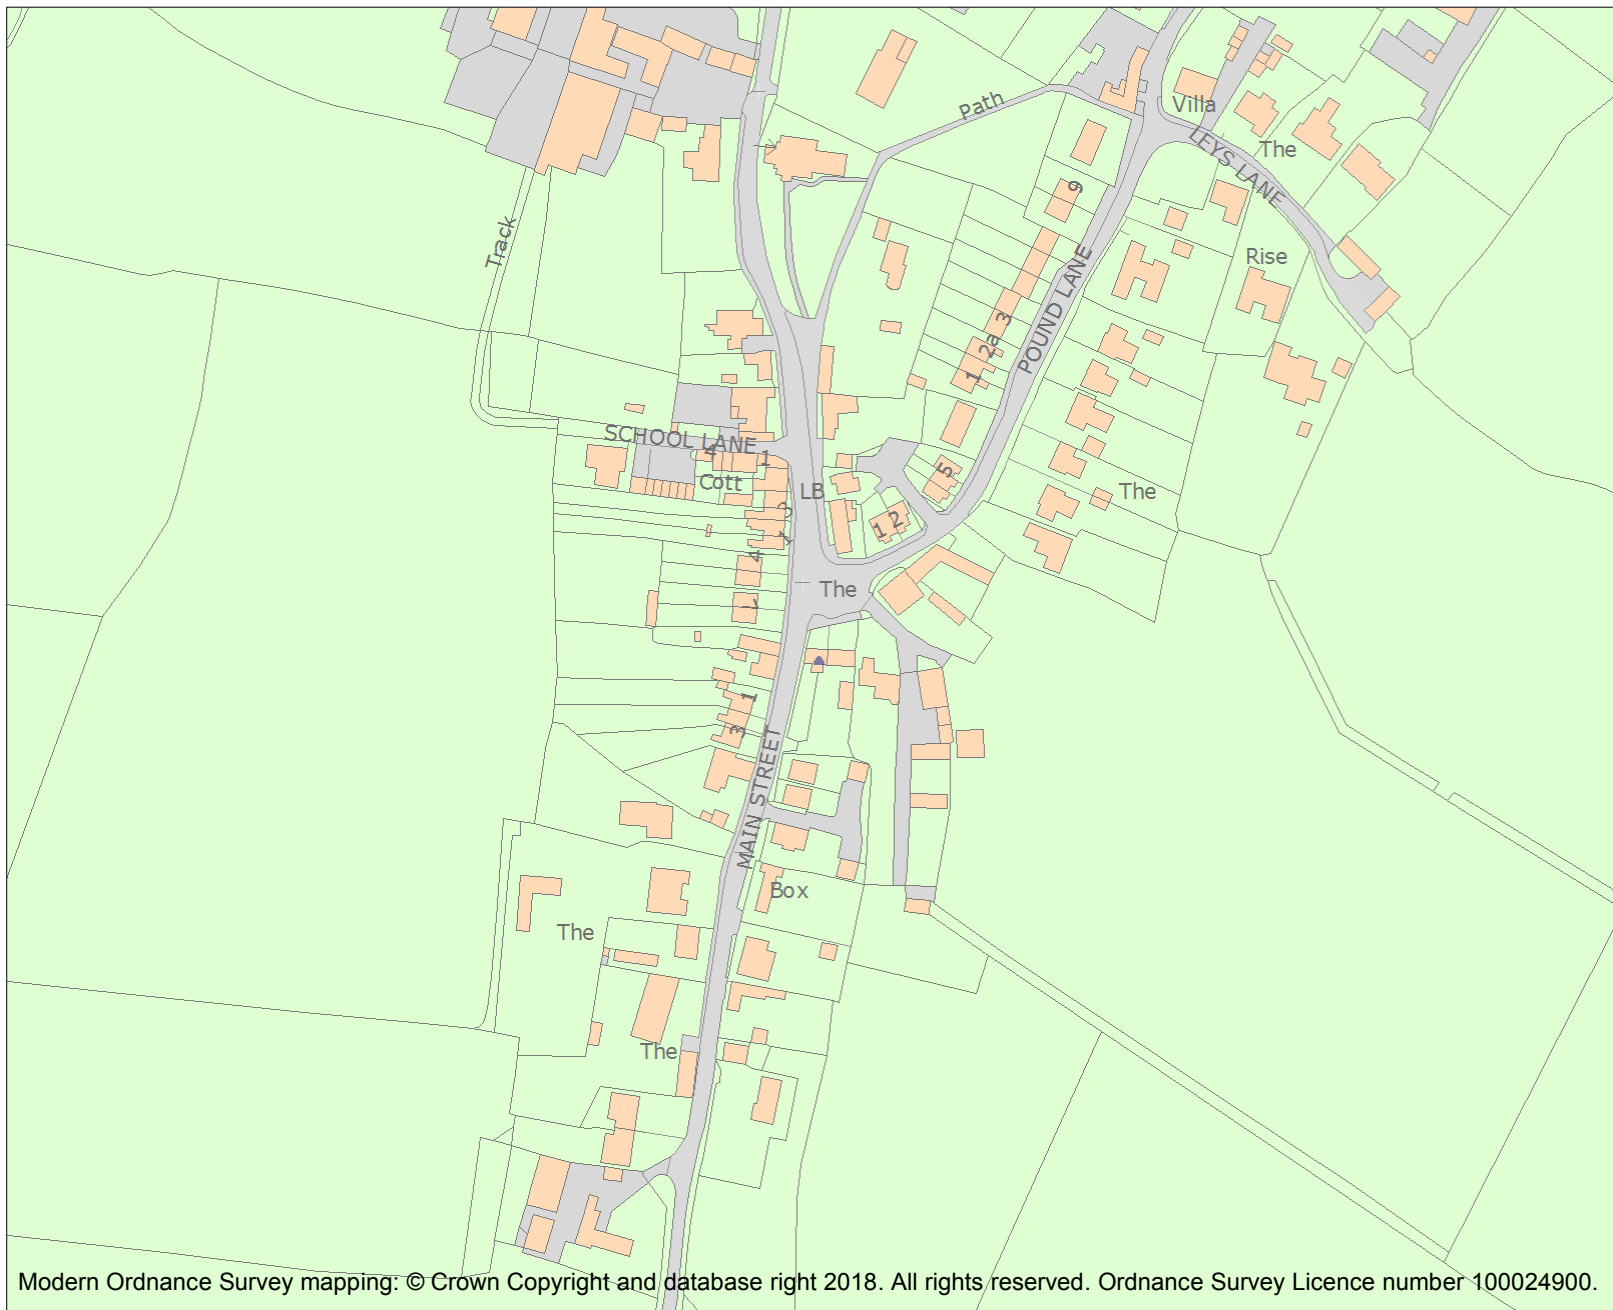 Path
Villa
LEYS LANE
The
9
Track
Rise
POUND LANE
3
2a
1
SCHOOL LANE
4
1
5
Cott
LB
The
3
1 2
1
4
The
7
1
3
MAIN STREET
Box
The
The
Modern Ordnance Survey mapping: © Crown Copyright and database right 2018. All rights reserved. Ordnance Survey Licence number 100024900.